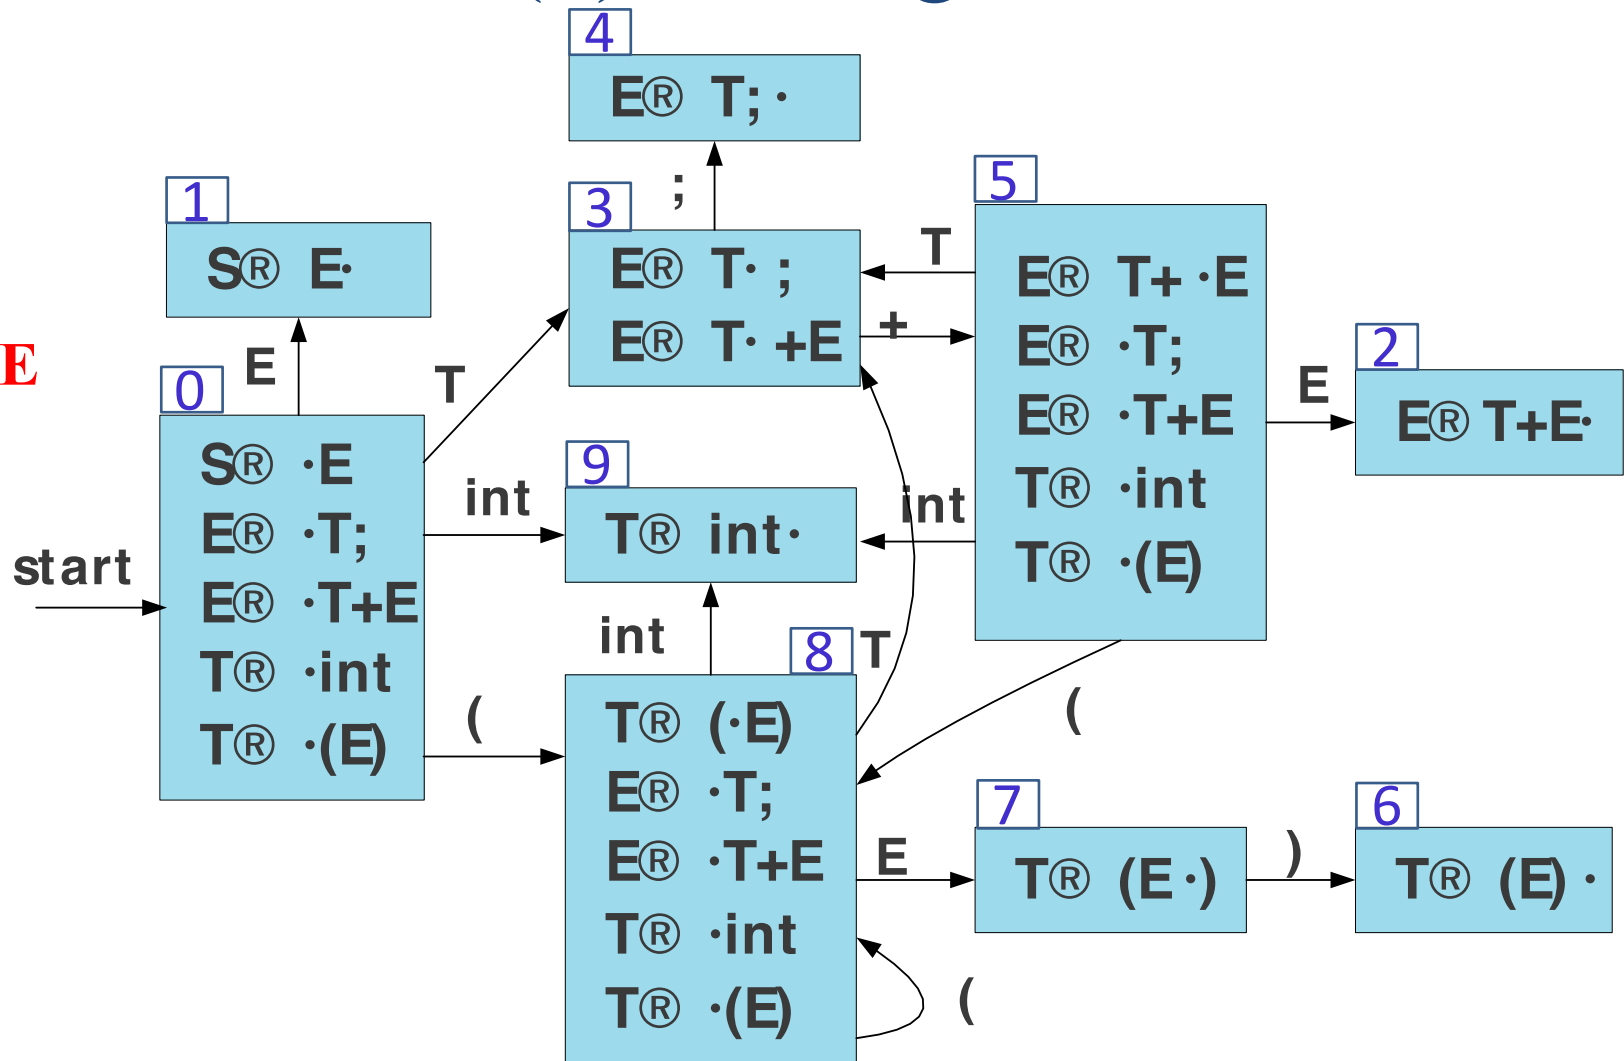 4
E® T; ·
;
1
S® E·
3
E® T· ;
E® T· +E
T
+
5
E® T+ ·E
E® ·T;
E® ·T+E
T® ·int
T® ·(E)
E
2
E® T+E·
E
E
T
0
S® ·E
E® ·T;
E® ·T+E
T® ·int
T® ·(E)
start
int
9
T® int·
int
int
(
8
T
(
T® (·E)
E® ·T;
E® ·T+E
T® ·int
T® ·(E)
(
E
7
T® (E ·)
)
6
T® (E) ·